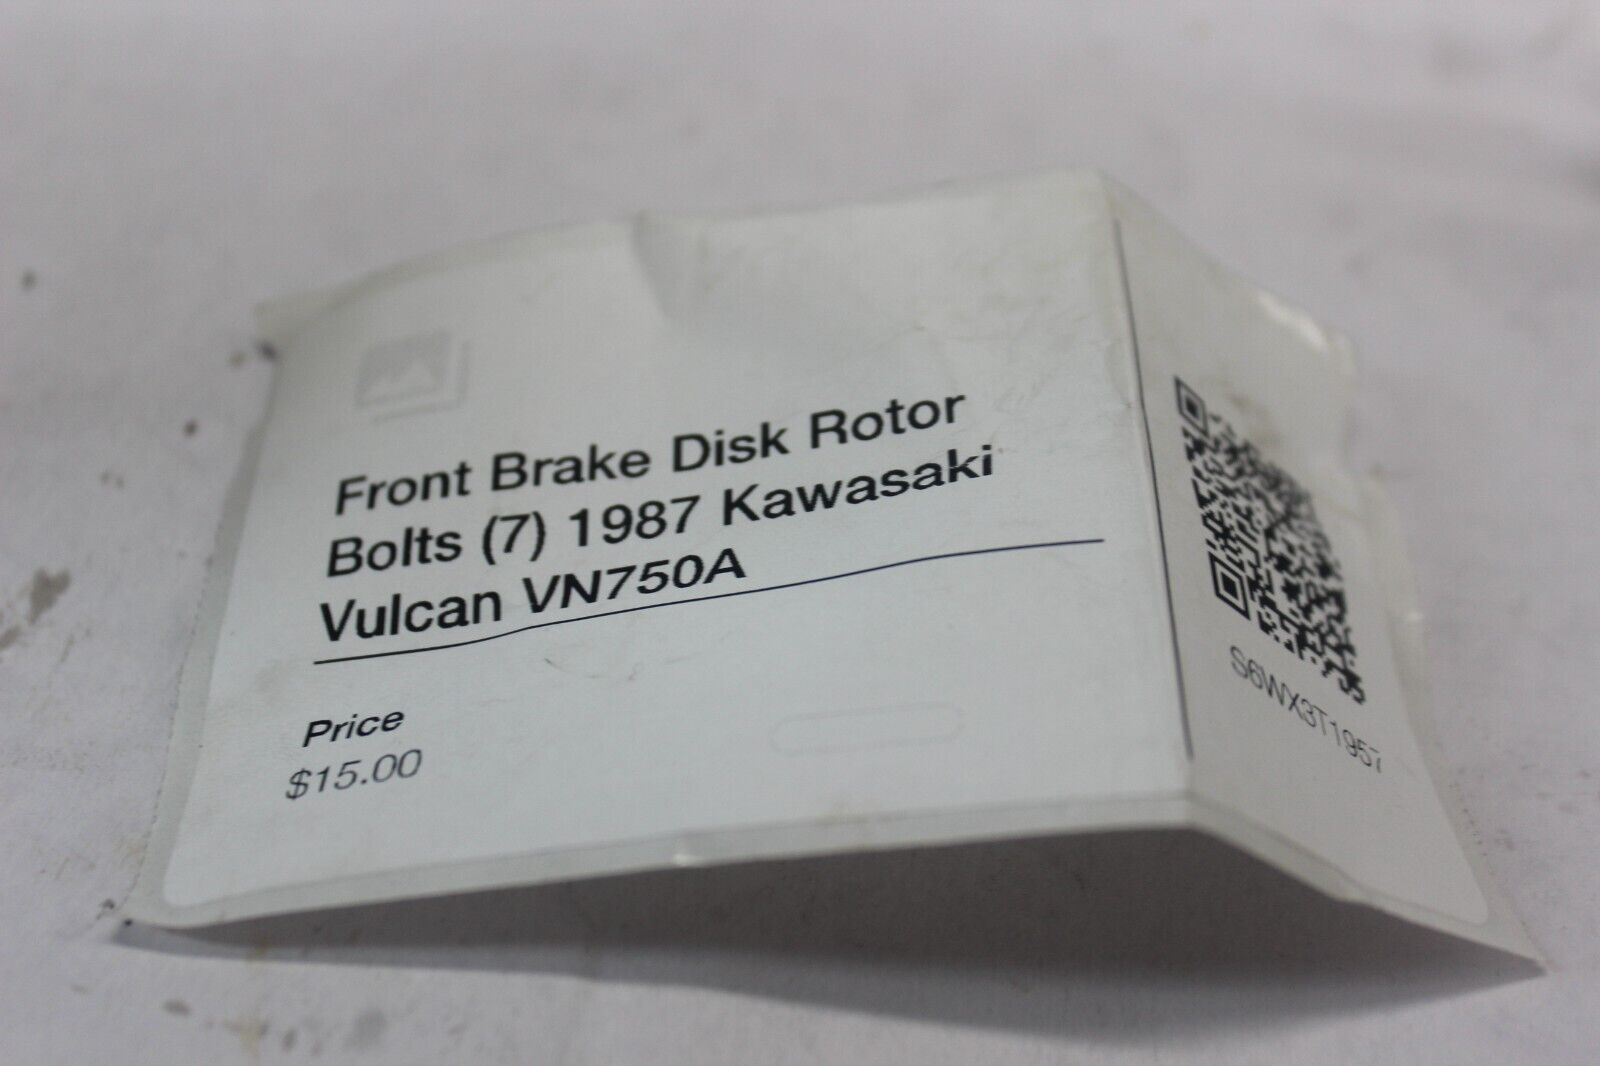 Front Brake Disk Rotor
Bolts (7) 1987 Kawasaki
Vulcan VN750A
Price
$15.00
S6WX3T1957